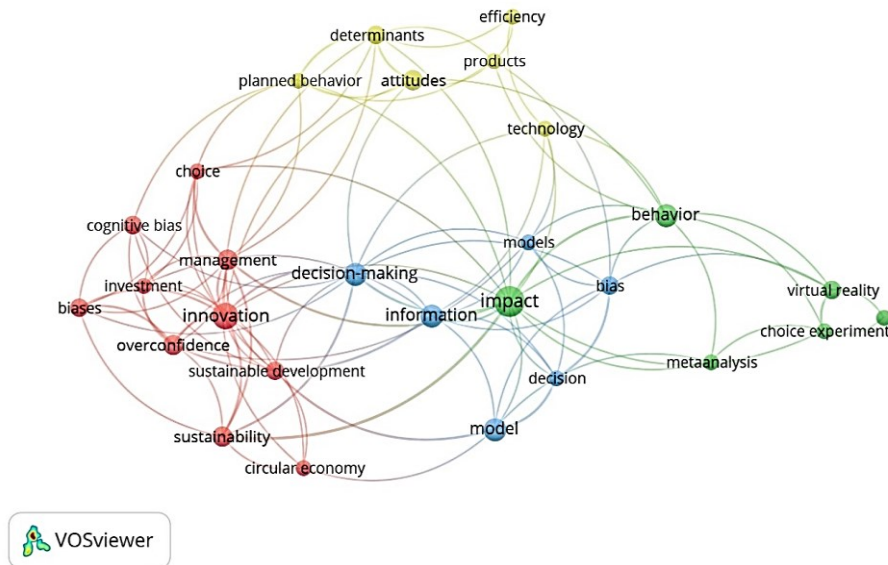 efficiency
determinants
products
planned behavior
attitudes
technology
choice
behavior
cognitive bias
models
management
decision-making
investment
bias
virtual reality
biases
innovation
information
impact
choice experiment
overconfidence
sustainable development
metaanalysis
decision
sustainability
model
circular economy
VOSviewer